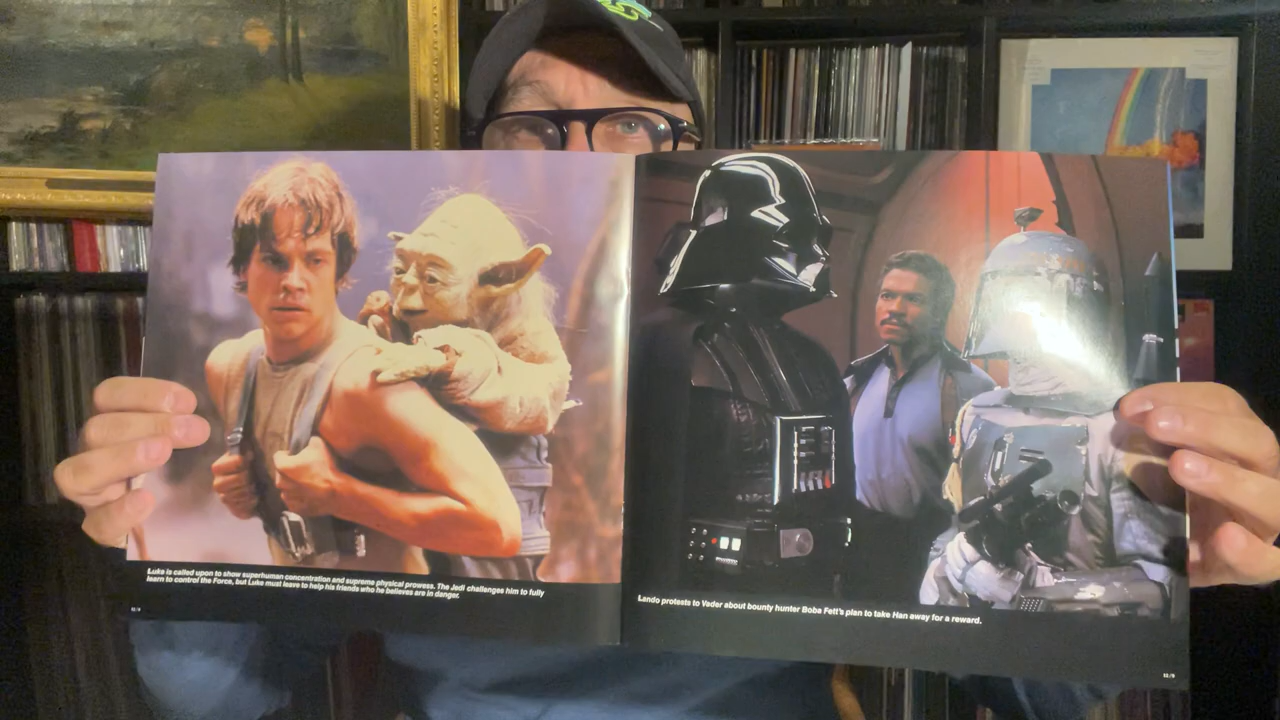 Luke is called upon to show superhuman concentration and supreme physical prowess. The Jedi challenges him to fully
learn to control the Force, but Luke must leave to help his friends who he believes are in danger.
Lando protests to Vader about bounty hunter Boba Fett's plan to take Han away for a reward.